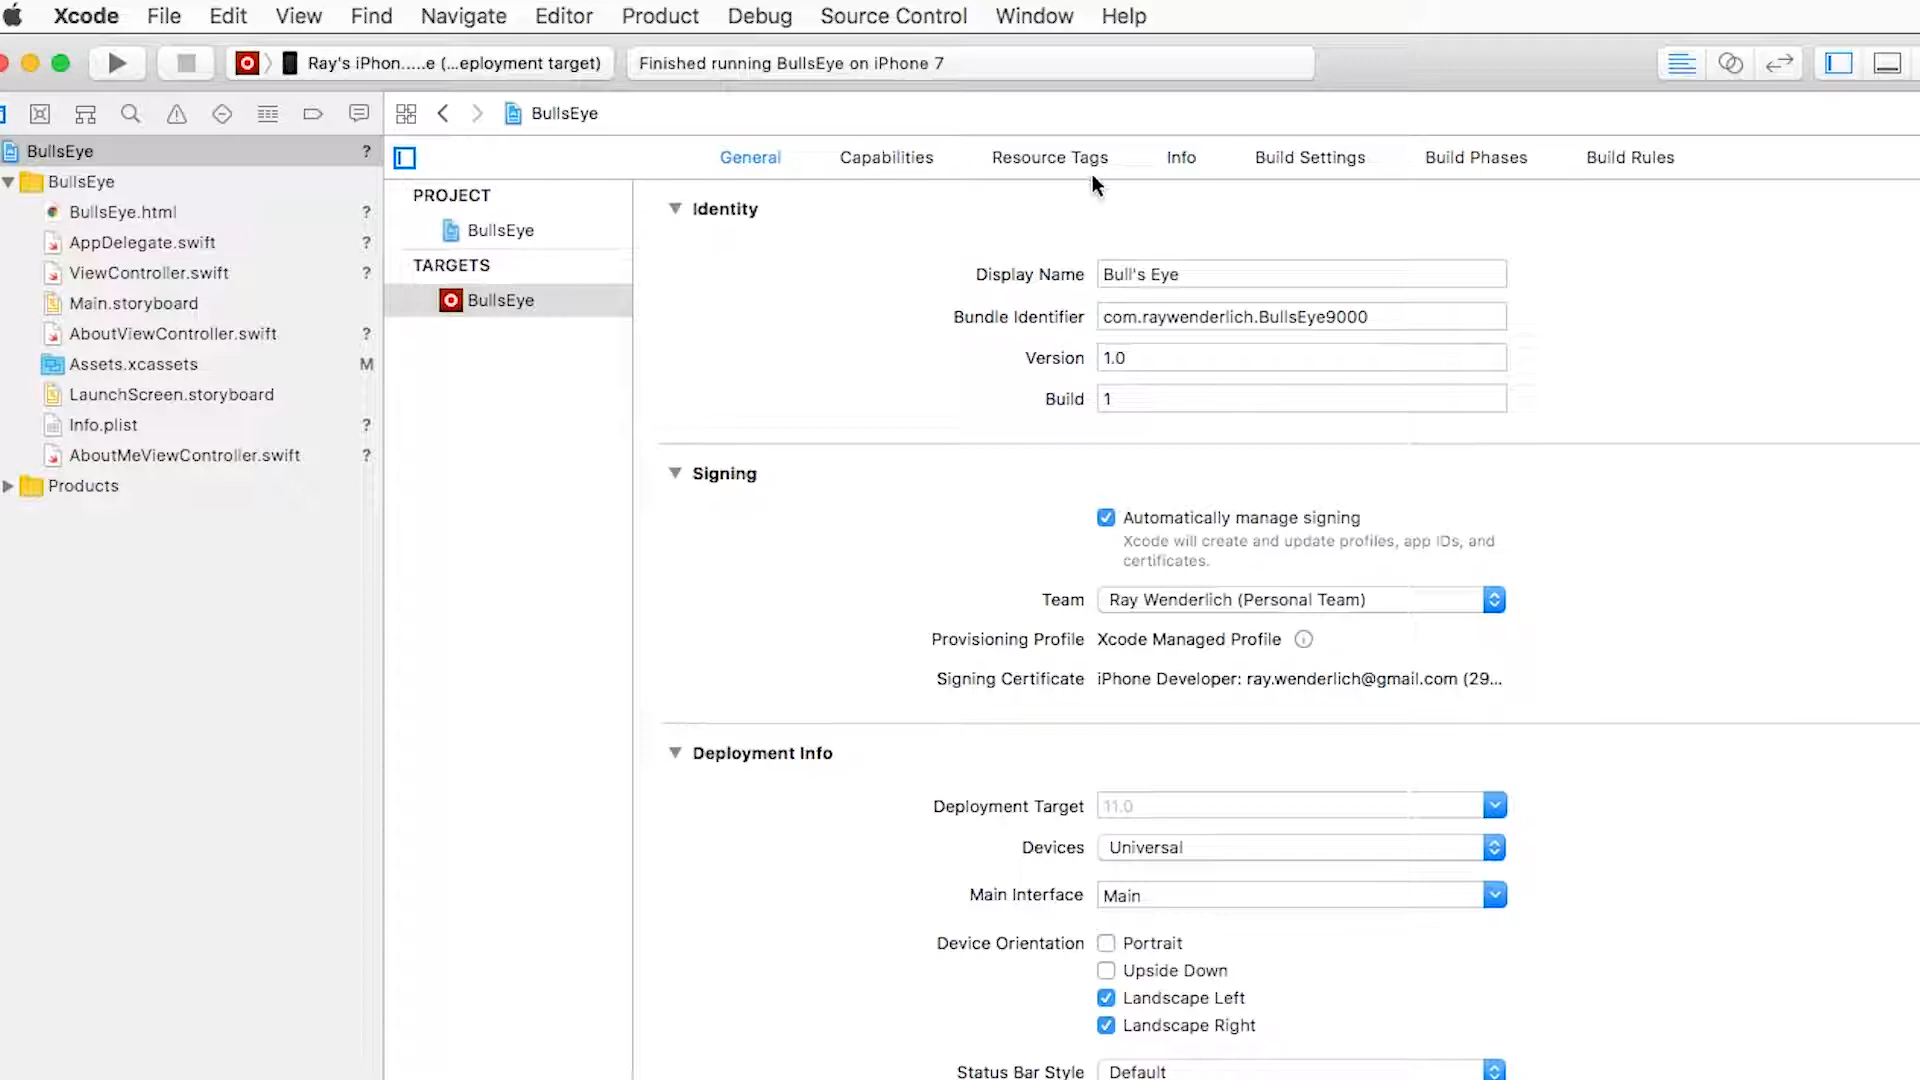 Xcode File Edit View Find Navigate Editor Product Debug Source Control Window Help
Ray's iPhon.....e (...eployment target) Finished running BullsEye on iPhone 7
BullsEye
BullsEye ?
General Capabilities Resource Tags Info Build Settings Build Phases Build Rules
BullsEye
BullsEye.html ?
AppDelegate.swift ?
ViewController.swift ?
Main.storyboard
AboutViewController.swift ?
Assets.xcassets M
LaunchScreen.storyboard
Info.plist ?
AboutMeViewController.swift ?
Products
PROJECT
BullsEye
TARGETS
BullsEye
Identity
Display Name Bull's Eye
Bundle Identifier com.raywenderlich.BullsEye9000
Version 1.0
Build 1
Signing
Automatically manage signing
Xcode will create and update profiles, app IDs, and
certificates.
Team Ray Wenderlich (Personal Team)
Provisioning Profile Xcode Managed Profile
Signing Certificate iPhone Developer: ray.wenderlich@gmail.com (29...
Deployment Info
Deployment Target 11.0
Devices Universal
Main Interface Main
Device Orientation Portrait
Upside Down
Landscape Left
Landscape Right
Status Bar Style Default